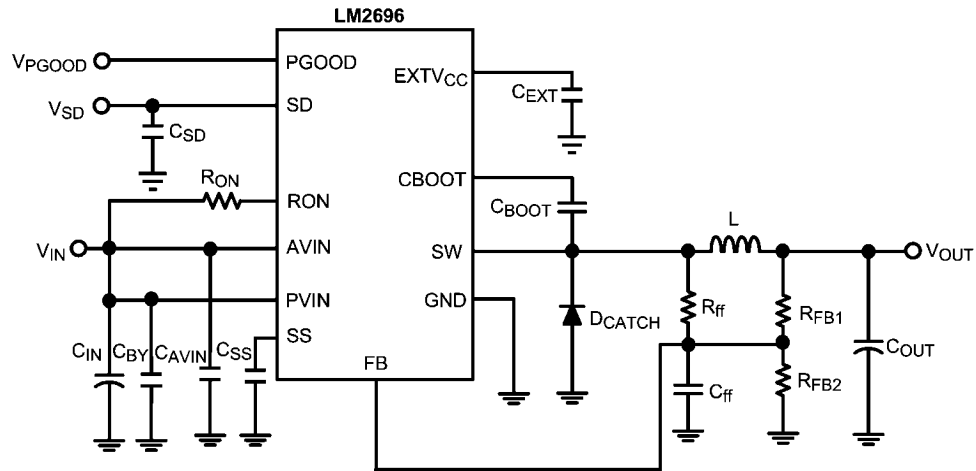 LM2696
VPGOOD
PGOOD
EXTVCC
CEXT
VSD
SD
CSD
RON
RON
CBOOT
CBOOT
L
VIN
AVIN
SW
VOUT
PVIN
GND
DCATCH
Rff
RFB1
SS
CIN
CBY
CAVIN
CSS
FB
COUT
Cff
RFB2